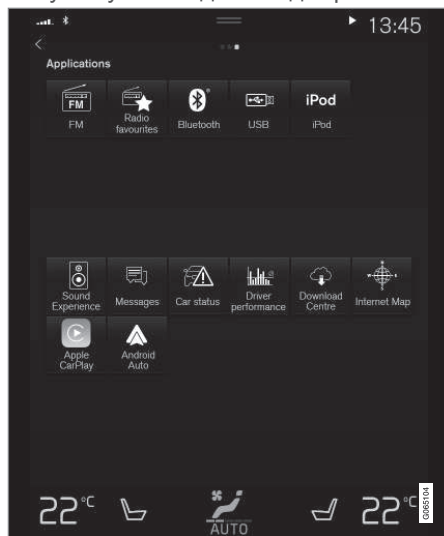 13:45
Applications
FM
FM
Radio
favourites
Bluetooth
USB
iPod
iPod
Sound
Experience
Messages
Car status
Driver
performance
Download
Centre
Internet Map
Apple
CarPlay
Android
Auto
22°C
AUTO
22°C
G065104